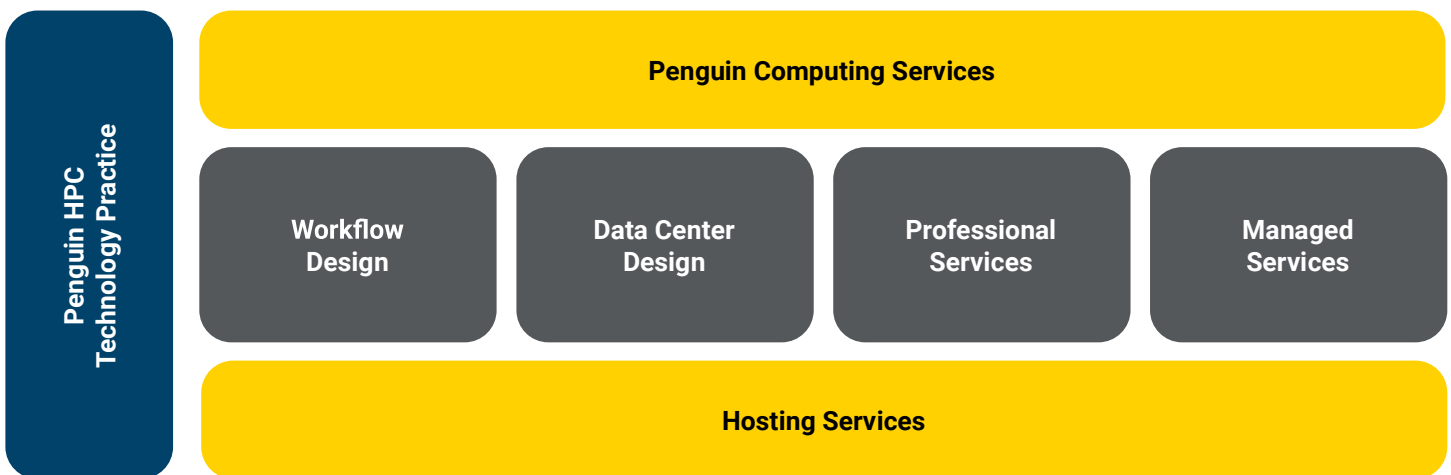 Penguin HPC
Technology Practice
Penguin Computing Services
Workflow
Design
Data Center
Design
Professional
Services
Managed
Services
Hosting Services